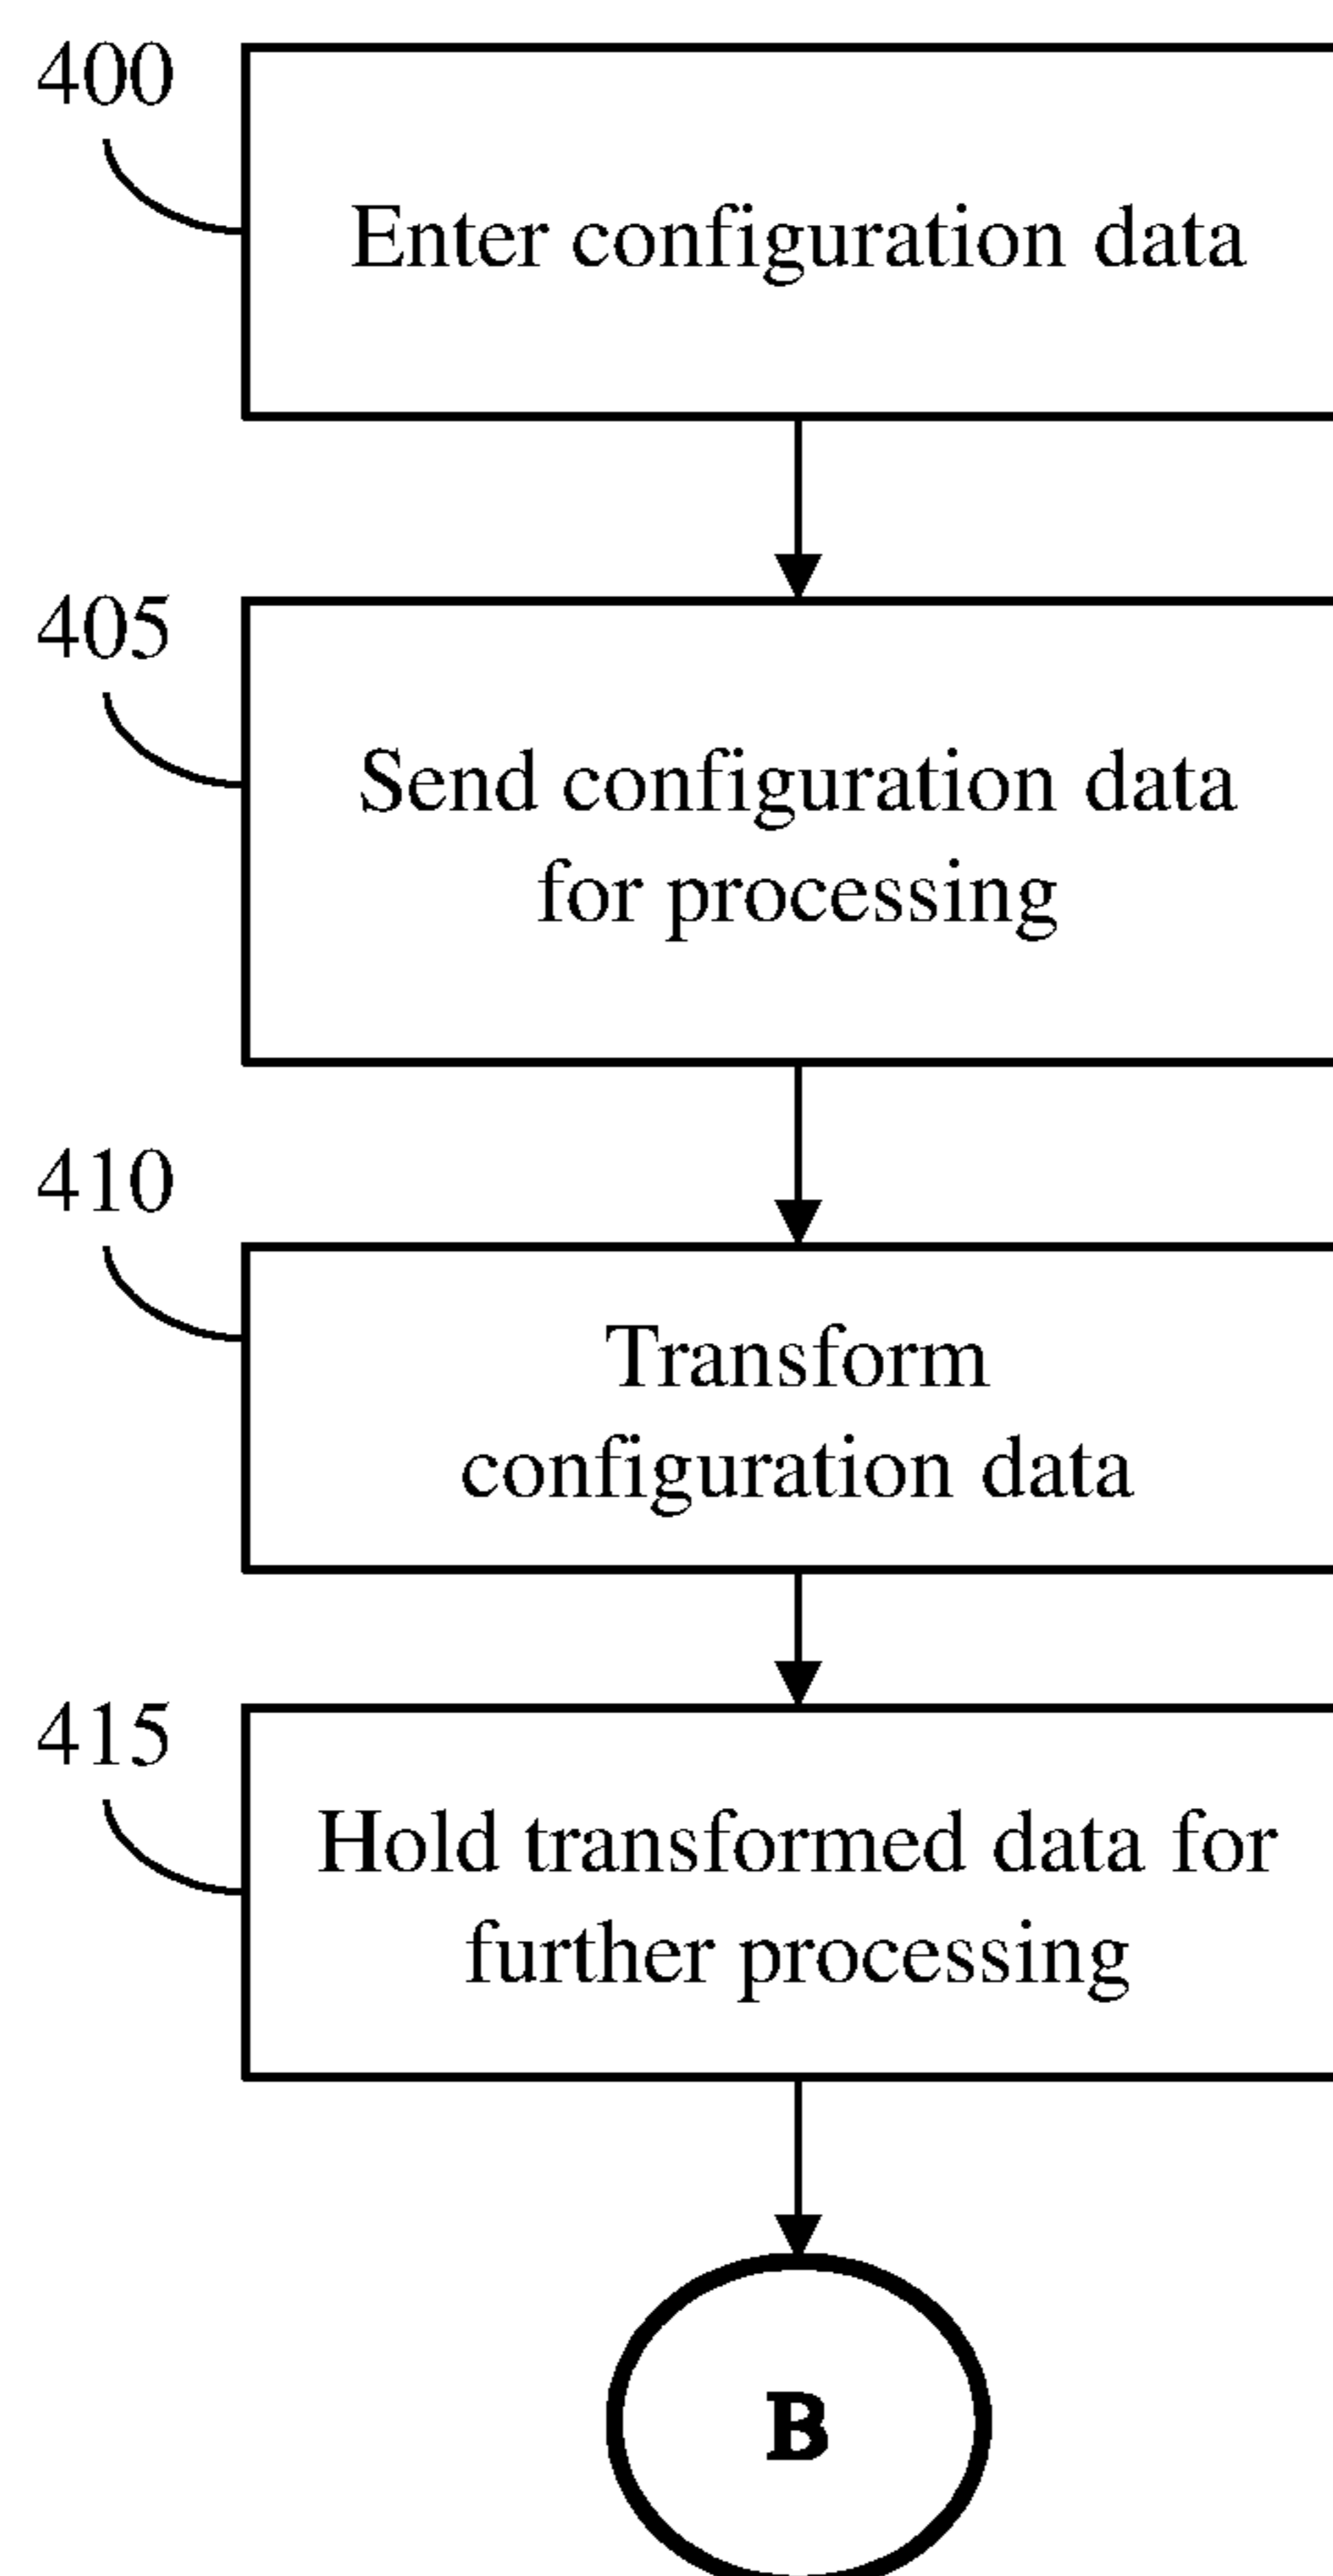 400
Enter configuration data
405
Send configuration data
for processing
410
Transform
configuration data
415
Hold transformed data for
further processing
B